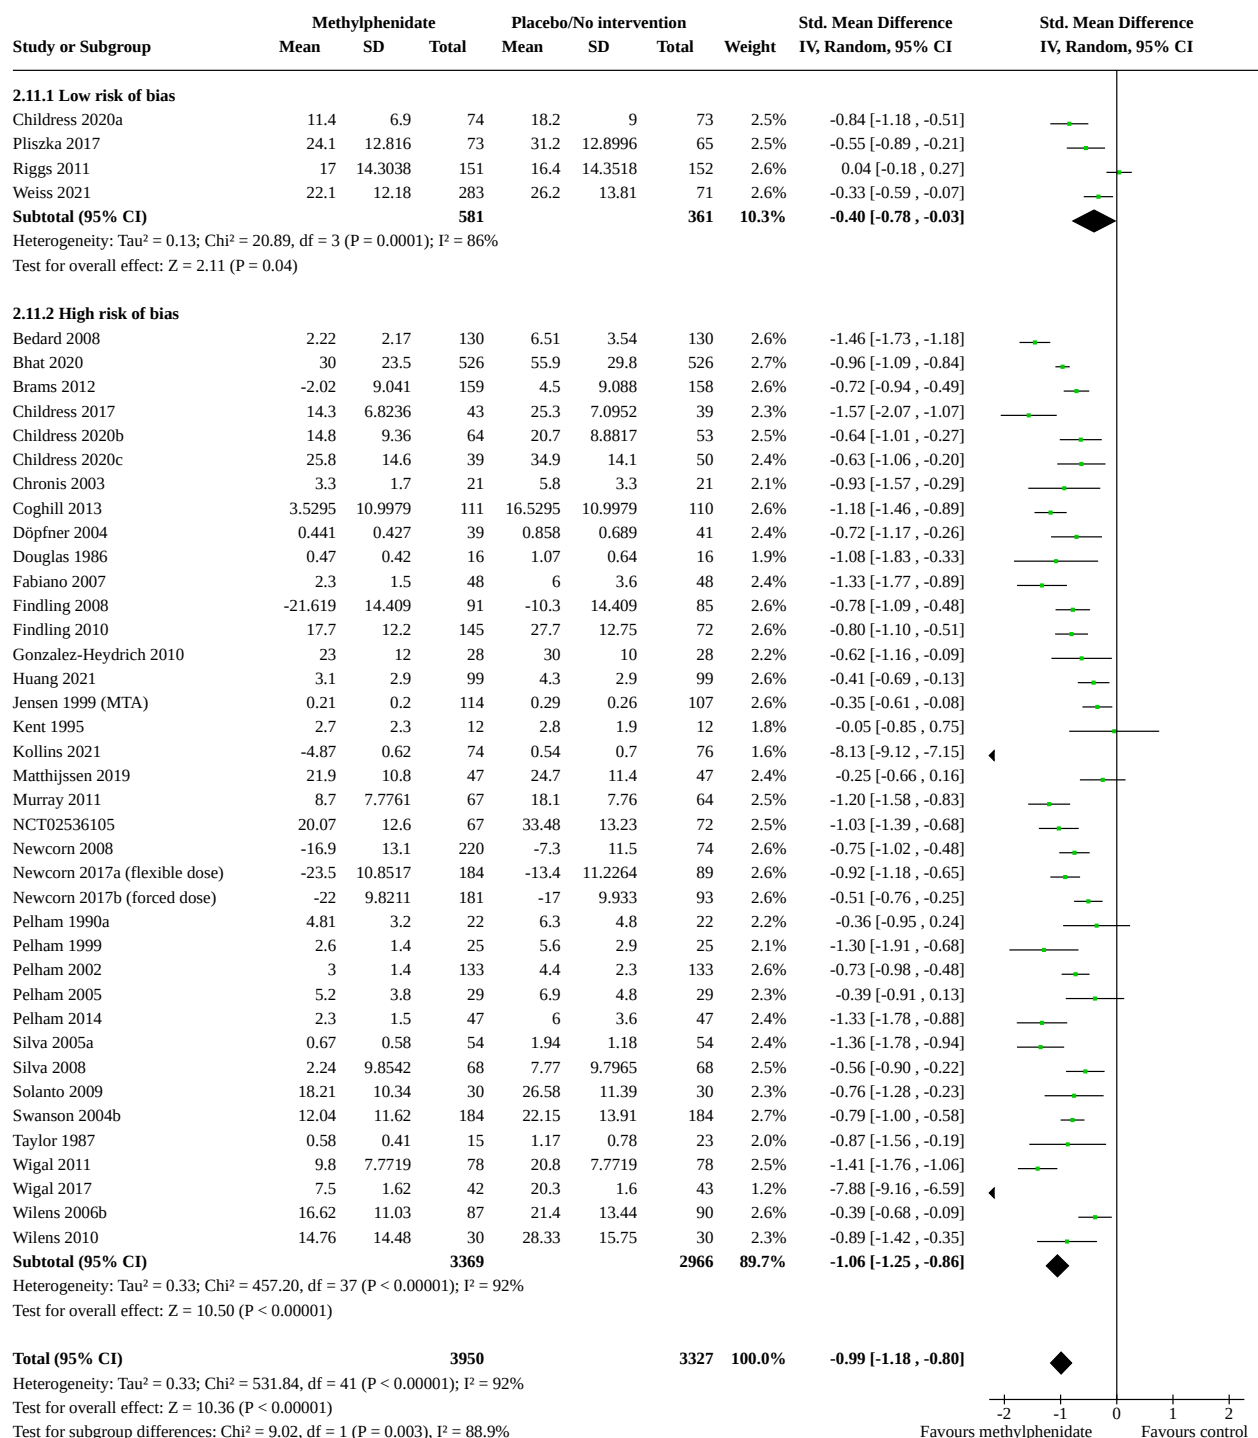 Methylphenidate Placebo/No intervention Std. Mean Difference Std. Mean Difference
Study or Subgroup Mean SD Total Mean SD Total Weight IV, Random, 95% CI IV, Random, 95% CI
2.11.1 Low risk of bias
Childress 2020a 11.4 6.9 74 18.2 9 73 2.5% -0.84 [-1.18 , -0.51]
Pliszka 2017 24.1 12.816 73 31.2 12.8996 65 2.5% -0.55 [-0.89 , -0.21]
Riggs 2011 17 14.3038 151 16.4 14.3518 152 2.6% 0.04 [-0.18 , 0.27]
Weiss 2021 22.1 12.18 283 26.2 13.81 71 2.6% -0.33 [-0.59 , -0.07]
Subtotal (95% CI) 581 361 10.3% -0.40 [-0.78 , -0.03]
Heterogeneity: Tau² = 0.13; Chi² = 20.89, df = 3 (P = 0.0001); I² = 86%
Test for overall effect: Z = 2.11 (P = 0.04)
2.11.2 High risk of bias
Bedard 2008 2.22 2.17 130 6.51 3.54 130 2.6% -1.46 [-1.73 , -1.18]
Bhat 2020 30 23.5 526 55.9 29.8 526 2.7% -0.96 [-1.09 , -0.84]
Brams 2012 -2.02 9.041 159 4.5 9.088 158 2.6% -0.72 [-0.94 , -0.49]
Childress 2017 14.3 6.8236 43 25.3 7.0952 39 2.3% -1.57 [-2.07 , -1.07]
Childress 2020b 14.8 9.36 64 20.7 8.8817 53 2.5% -0.64 [-1.01 , -0.27]
Childress 2020c 25.8 14.6 39 34.9 14.1 50 2.4% -0.63 [-1.06 , -0.20]
Chronis 2003 3.3 1.7 21 5.8 3.3 21 2.1% -0.93 [-1.57 , -0.29]
Coghill 2013 3.5295 10.9979 111 16.5295 10.9979 110 2.6% -1.18 [-1.46 , -0.89]
Döpfner 2004 0.441 0.427 39 0.858 0.689 41 2.4% -0.72 [-1.17 , -0.26]
Douglas 1986 0.47 0.42 16 1.07 0.64 16 1.9% -1.08 [-1.83 , -0.33]
Fabiano 2007 2.3 1.5 48 6 3.6 48 2.4% -1.33 [-1.77 , -0.89]
Findling 2008 -21.619 14.409 91 -10.3 14.409 85 2.6% -0.78 [-1.09 , -0.48]
Findling 2010 17.7 12.2 145 27.7 12.75 72 2.6% -0.80 [-1.10 , -0.51]
Gonzalez-Heydrich 2010 23 12 28 30 10 28 2.2% -0.62 [-1.16 , -0.09]
Huang 2021 3.1 2.9 99 4.3 2.9 99 2.6% -0.41 [-0.69 , -0.13]
Jensen 1999 (MTA) 0.21 0.2 114 0.29 0.26 107 2.6% -0.35 [-0.61 , -0.08]
Kent 1995 2.7 2.3 12 2.8 1.9 12 1.8% -0.05 [-0.85 , 0.75]
Kollins 2021 -4.87 0.62 74 0.54 0.7 76 1.6% -8.13 [-9.12 , -7.15]
Matthijssen 2019 21.9 10.8 47 24.7 11.4 47 2.4% -0.25 [-0.66 , 0.16]
Murray 2011 8.7 7.7761 67 18.1 7.76 64 2.5% -1.20 [-1.58 , -0.83]
NCT02536105 20.07 12.6 67 33.48 13.23 72 2.5% -1.03 [-1.39 , -0.68]
Newcorn 2008 -16.9 13.1 220 -7.3 11.5 74 2.6% -0.75 [-1.02 , -0.48]
Newcorn 2017a (flexible dose) -23.5 10.8517 184 -13.4 11.2264 89 2.6% -0.92 [-1.18 , -0.65]
Newcorn 2017b (forced dose) -22 9.8211 181 -17 9.933 93 2.6% -0.51 [-0.76 , -0.25]
Pelham 1990a 4.81 3.2 22 6.3 4.8 22 2.2% -0.36 [-0.95 , 0.24]
Pelham 1999 2.6 1.4 25 5.6 2.9 25 2.1% -1.30 [-1.91 , -0.68]
Pelham 2002 3 1.4 133 4.4 2.3 133 2.6% -0.73 [-0.98 , -0.48]
Pelham 2005 5.2 3.8 29 6.9 4.8 29 2.3% -0.39 [-0.91 , 0.13]
Pelham 2014 2.3 1.5 47 6 3.6 47 2.4% -1.33 [-1.78 , -0.88]
Silva 2005a 0.67 0.58 54 1.94 1.18 54 2.4% -1.36 [-1.78 , -0.94]
Silva 2008 2.24 9.8542 68 7.77 9.7965 68 2.5% -0.56 [-0.90 , -0.22]
Solanto 2009 18.21 10.34 30 26.58 11.39 30 2.3% -0.76 [-1.28 , -0.23]
Swanson 2004b 12.04 11.62 184 22.15 13.91 184 2.7% -0.79 [-1.00 , -0.58]
Taylor 1987 0.58 0.41 15 1.17 0.78 23 2.0% -0.87 [-1.56 , -0.19]
Wigal 2011 9.8 7.7719 78 20.8 7.7719 78 2.5% -1.41 [-1.76 , -1.06]
Wigal 2017 7.5 1.62 42 20.3 1.6 43 1.2% -7.88 [-9.16 , -6.59]
Wilens 2006b 16.62 11.03 87 21.4 13.44 90 2.6% -0.39 [-0.68 , -0.09]
Wilens 2010 14.76 14.48 30 28.33 15.75 30 2.3% -0.89 [-1.42 , -0.35]
Subtotal (95% CI) 3369 2966 89.7% -1.06 [-1.25 , -0.86]
Heterogeneity: Tau² = 0.33; Chi² = 457.20, df = 37 (P < 0.00001); I² = 92%
Test for overall effect: Z = 10.50 (P < 0.00001)
Total (95% CI) 3950 3327 100.0% -0.99 [-1.18 , -0.80]
Heterogeneity: Tau² = 0.33; Chi² = 531.84, df = 41 (P < 0.00001); I² = 92%
Test for overall effect: Z = 10.36 (P < 0.00001) -2 -1 0 1 2
Test for subgroup differences: Chi² = 9.02, df = 1 (P = 0.003), I² = 88.9% Favours methylphenidate Favours control